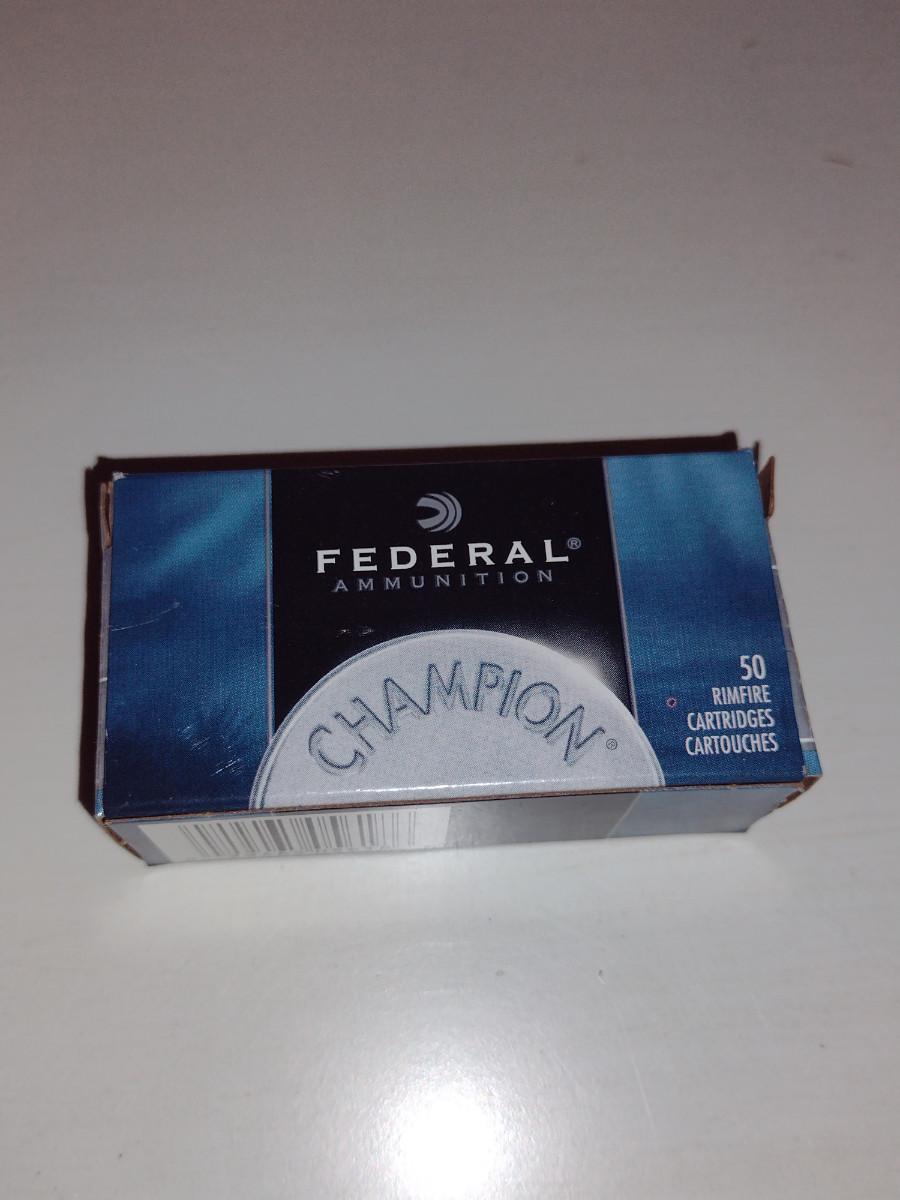 FEDERAL®
AMMUNITION
CHAMPION®
50
RIMFIRE
CARTRIDGES
CARTOUCHES